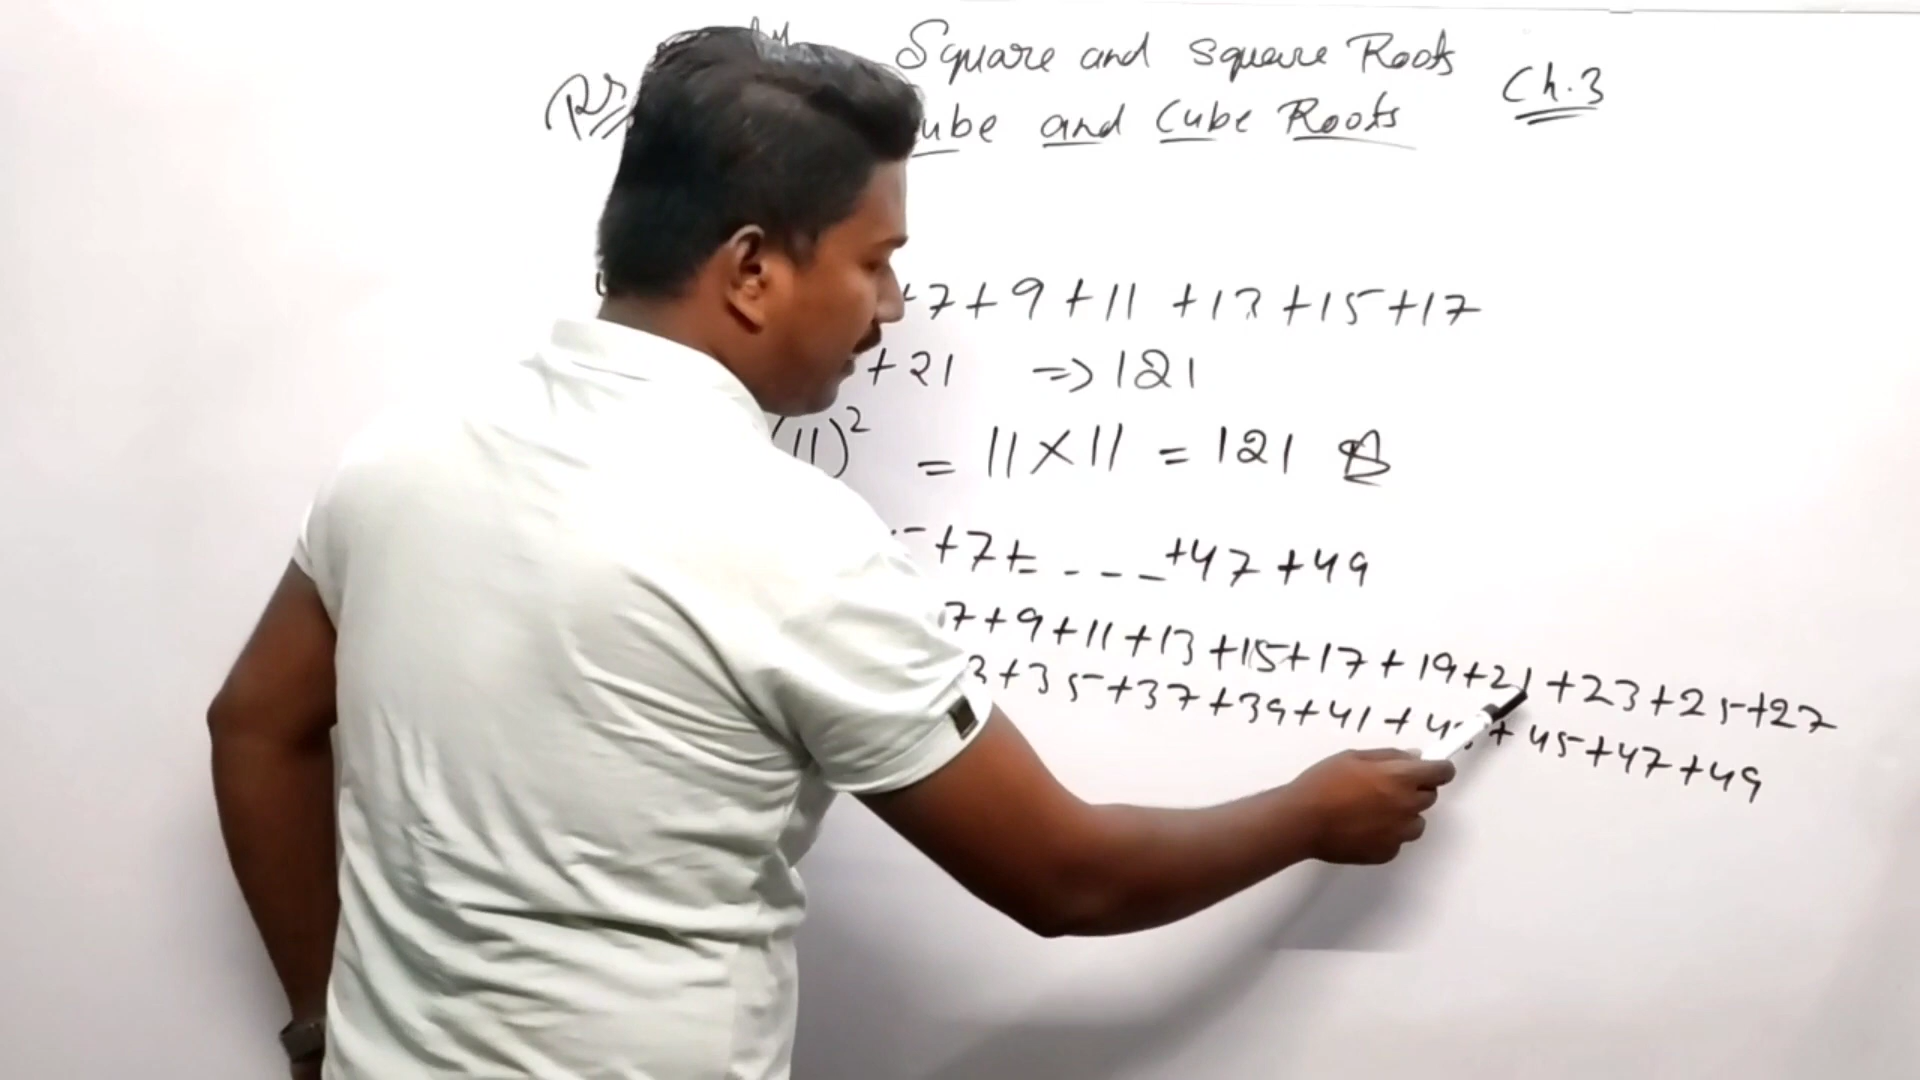 Square and square Roots
Ch.3
ube and Cube Roots
+7+9+11+13+15+17
+21 => 121
(11)² = 11×11 = 121
+7+ - - - - +47+49
7+9+11+13+15+17+19+21+23+25+27
3+35+37+39+41+43+45+47+49